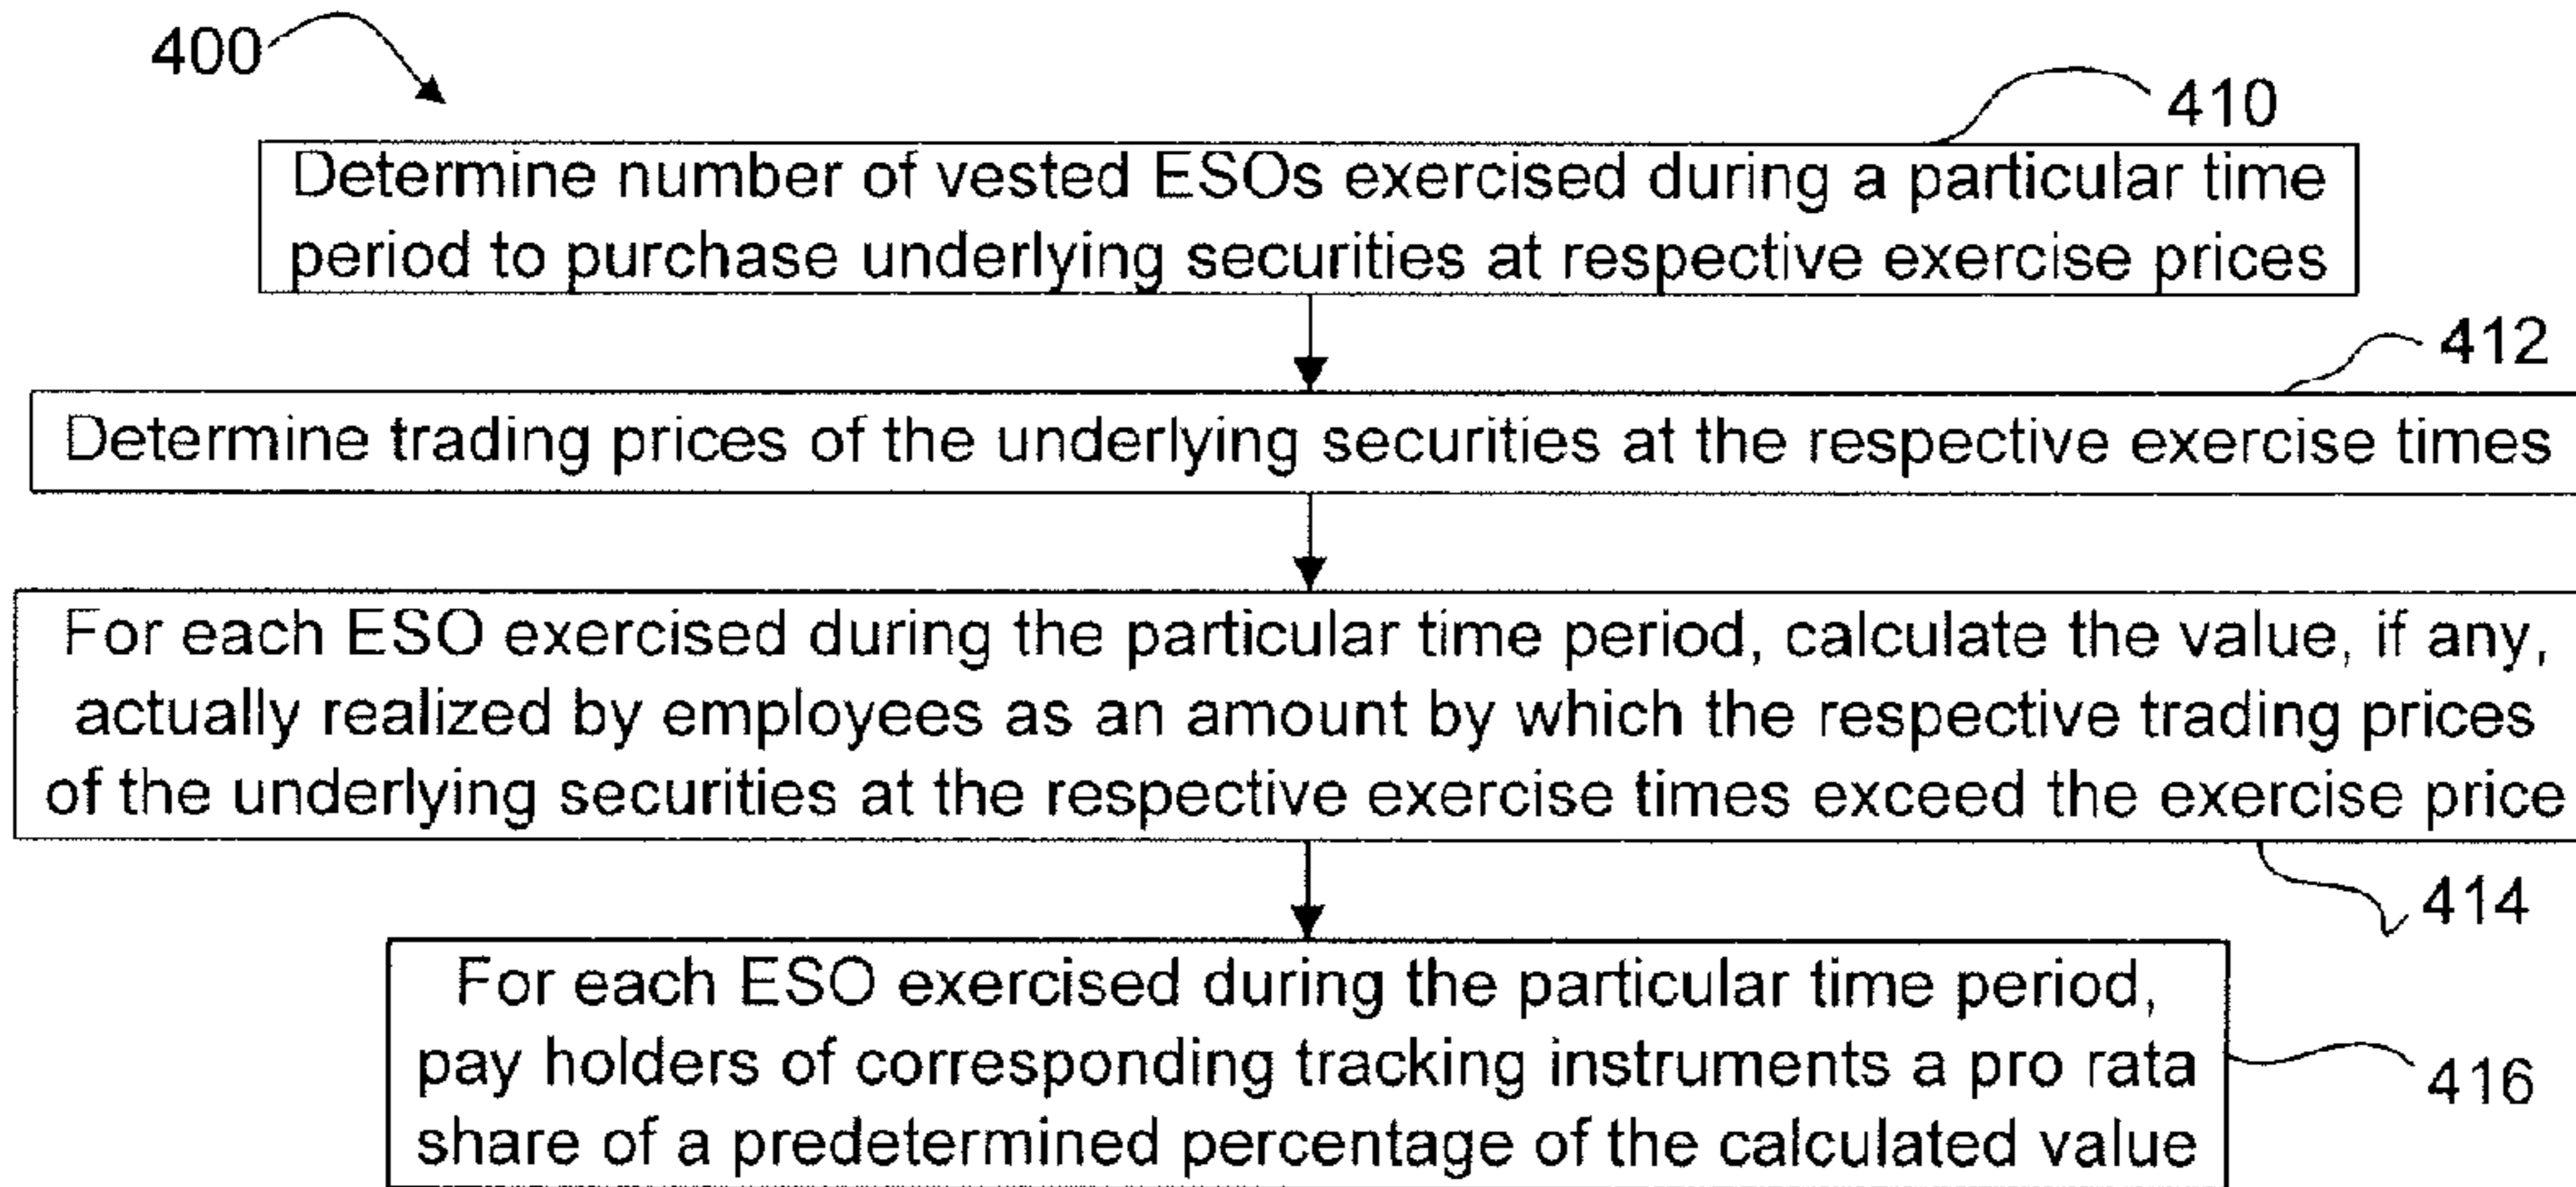 400
410
Determine number of vested ESOs exercised during a particular time
period to purchase underlying securities at respective exercise prices
412
Determine trading prices of the underlying securities at the respective exercise times
For each ESO exercised during the particular time period, calculate the value, if any,
actually realized by employees as an amount by which the respective trading prices
of the underlying securities at the respective exercise times exceed the exercise price
414
For each ESO exercised during the particular time period,
pay holders of corresponding tracking instruments a pro rata
share of a predetermined percentage of the calculated value
416